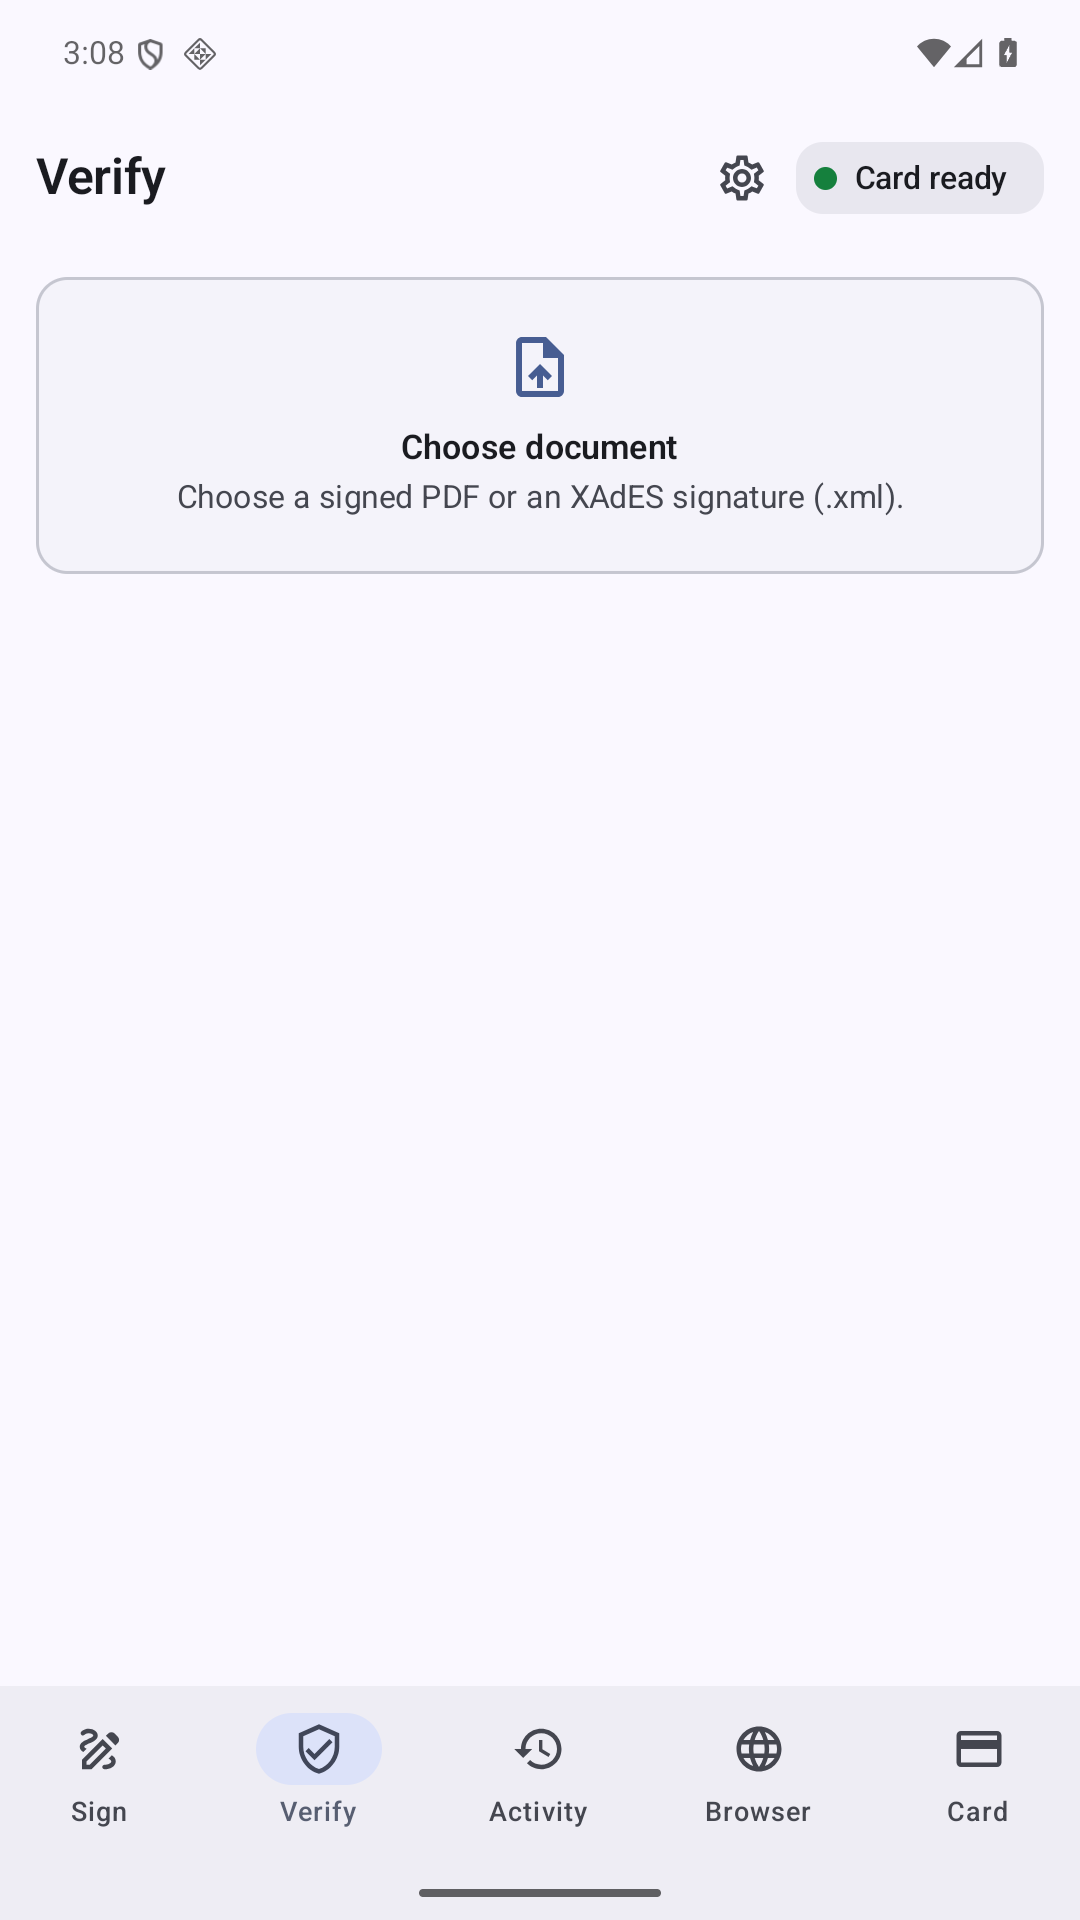 3:08
Verify
Card ready
Choose document
Choose a signed PDF or an XAdES signature (.xml).
Sign
Verify
Activity
Browser
Card